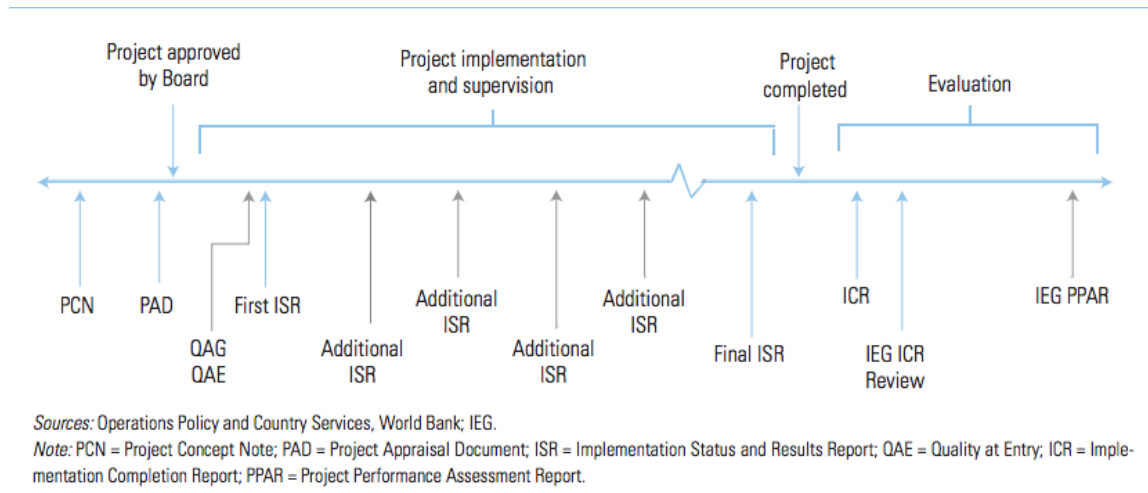 Project approved
by Board
Project implementation
and supervision
Project
completed
Evaluation
PCN
PAD
QAG
QAE
First ISR
Additional
ISR
Additional
ISR
Additional
ISR
Additional
ISR
Final ISR
ICR
IEG ICR
Review
IEG PPAR
Sources: Operations Policy and Country Services, World Bank; IEG.
Note: PCN = Project Concept Note; PAD = Project Appraisal Document; ISR = Implementation Status and Results Report; QAE = Quality at Entry; ICR = Imple-
mentation Completion Report; PPAR = Project Performance Assessment Report.